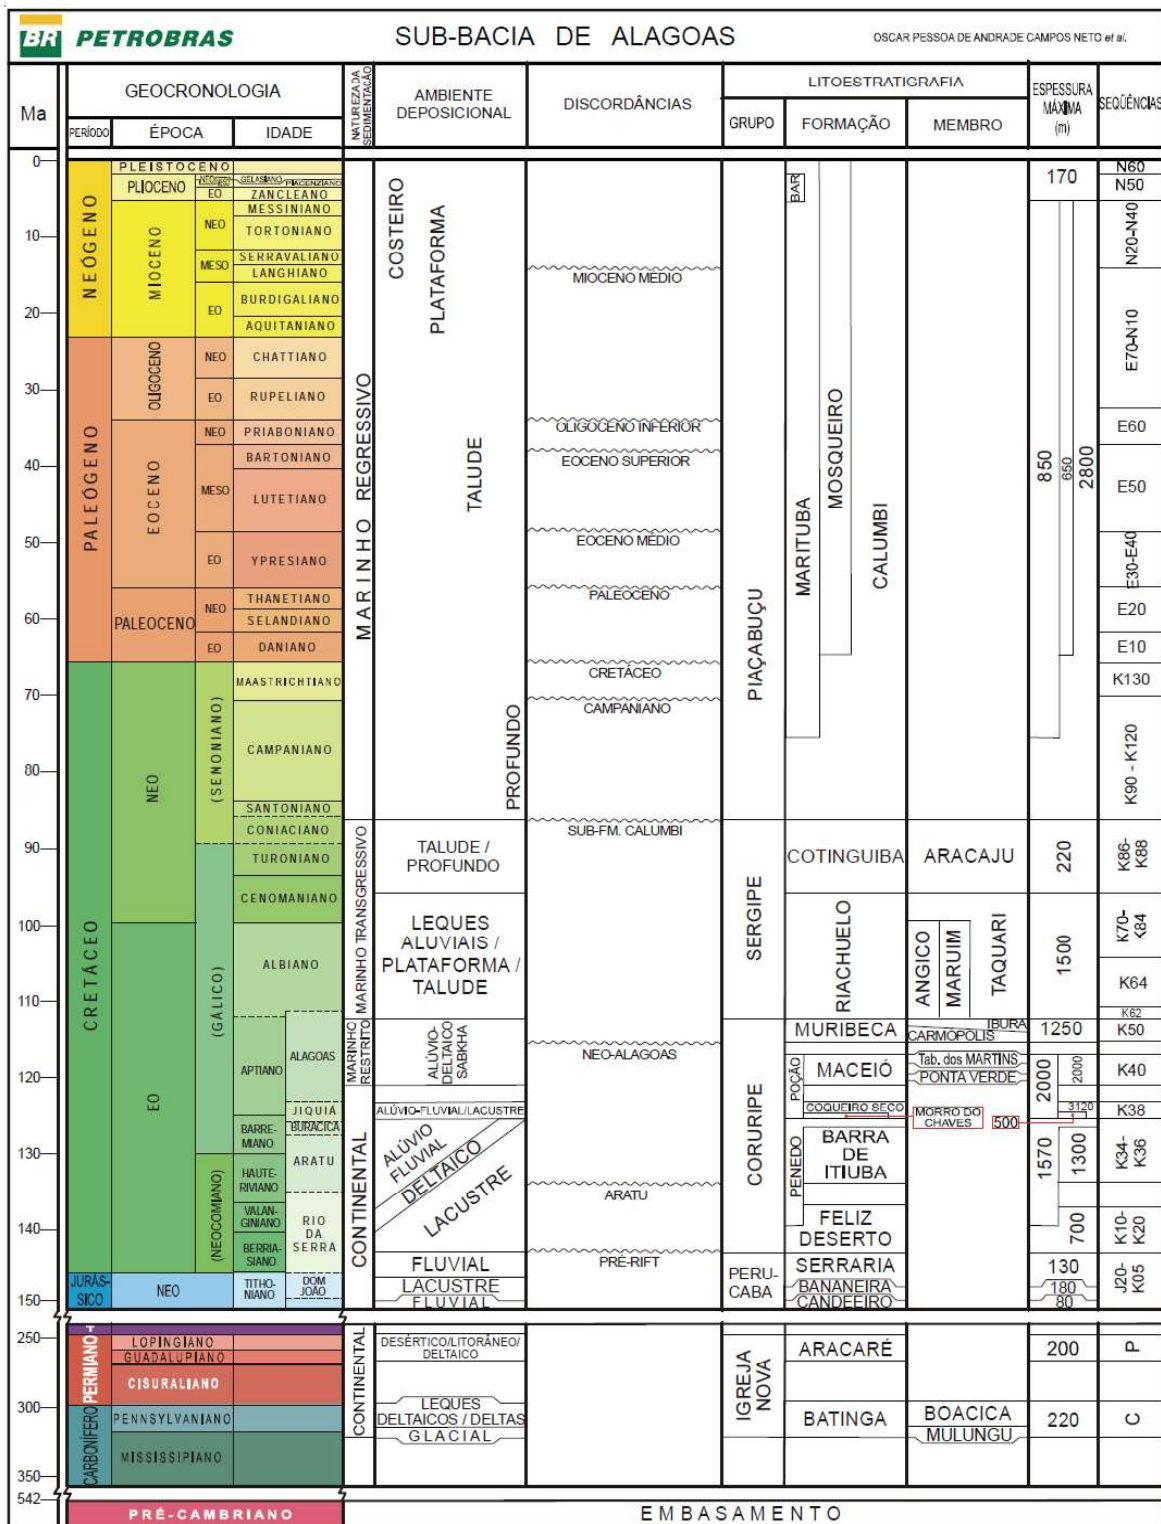 BR PETROBRAS
SUB-BACIA DE ALAGOAS
OSCAR PESSOA DE ANDRADE CAMPOS NETO et al.
Ma
GEOCRONOLOGIA
PERÍODO
ÉPOCA
IDADE
NATUREZA DA
SEDIMENTAÇÃO
AMBIENTE
DEPOSICIONAL
DISCORDÂNCIAS
LITOESTRATIGRAFIA
GRUPO
FORMAÇÃO
MEMBRO
ESPESSURA
MÁXIMA
(m)
SEQÜÊNCIAS
0
10
20
30
40
50
60
70
80
90
100
110
120
130
140
150
250
300
350
542
NEÓGENO
PALEÓGENO
CRETÁCEO
JURÁS-
SICO
T
PERMIANO
CARBONÍFERO
PLEISTOCENO
PLIOCENO
EO
MIOCENO
NEO
MESO
EO
OLIGOCENO
NEO
EO
EOCENO
NEO
MESO
EO
PALEOCENO
NEO
EO
NEO
(SENONIANO)
EO
(GÁLICO)
(NEOCOMIANO)
NEO
LOPINGIANO
GUADALUPIANO
CISURALIANO
PENNSYLVANIANO
MISSISSIPIANO
PRÉ-CAMBRIANO
GELASIANO
PIACENZIANO
ZANCLEANO
MESSINIANO
TORTONIANO
SERRAVALIANO
LANGHIANO
BURDIGALIANO
AQUITANIANO
CHATTIANO
RUPELIANO
PRIABONIANO
BARTONIANO
LUTETIANO
YPRESIANO
THANETIANO
SELANDIANO
DANIANO
MAASTRICHTIANO
CAMPANIANO
SANTONIANO
CONIACIANO
TURONIANO
CENOMANIANO
ALBIANO
APTIANO
BARRE-
MIANO
HAUTE-
RIVIANO
VALAN-
GINIANO
BERRIA-
SIANO
TITHO-
NIANO
ALAGOAS
JIQUIÁ
BURACICA
ARATU
RIO
DA
SERRA
DOM
JOÃO
MARINHO REGRESSIVO
MARINHO TRANSGRESSIVO
MARINHO
RESTRITO
CONTINENTAL
CONTINENTAL
COSTEIRO
PLATAFORMA
TALUDE
PROFUNDO
TALUDE /
PROFUNDO
LEQUES
ALUVIAIS /
PLATAFORMA /
TALUDE
ALÚVIO-
DELTAICO
SABKHA
ALÚVIO-FLUVIAL/LACUSTRE
ALÚVIO
FLUVIAL
DELTAICO
LACUSTRE
FLUVIAL
LACUSTRE
FLUVIAL
DESÉRTICO/LITORÂNEO/
DELTAICO
LEQUES
DELTAICOS / DELTAS
GLACIAL
MIOCENO MÉDIO
OLIGOCENO INFERIOR
EOCENO SUPERIOR
EOCENO MÉDIO
PALEOCENO
CRETÁCEO
CAMPANIANO
SUB-FM. CALUMBI
NEO-ALAGOAS
ARATU
PRÉ-RIFT
PIAÇABUÇU
SERGIPE
CORURIPE
PERU-
CABA
IGREJA
NOVA
BAR
MARITUBA
MOSQUEIRO
CALUMBI
COTINGUIBA
RIACHUELO
MURIBECA
POÇÃO
MACEIÓ
COQUEIRO SECO
PENEDO
BARRA
DE
ITIUBA
FELIZ
DESERTO
SERRARIA
BANANEIRA
CANDEEIRO
ARACARÉ
BATINGA
ARACAJU
ANGICO
MARUIM
TAQUARI
IBURA
CARMÓPOLIS
Tab. dos MARTINS
PONTA VERDE
MORRO DO
CHAVES
BOACICA
MULUNGU
170
850
650
2800
220
1500
1250
2000
2000
3120
500
1570
1300
700
130
180
80
200
220
N60
N50
N20-N40
E70-N10
E60
E50
E30-E40
E20
E10
K130
K90 - K120
K86-
K88
K70-
K84
K64
K62
K50
K40
K38
K34-
K36
K10-
K20
J20-
K05
P
C
EMBASAMENTO